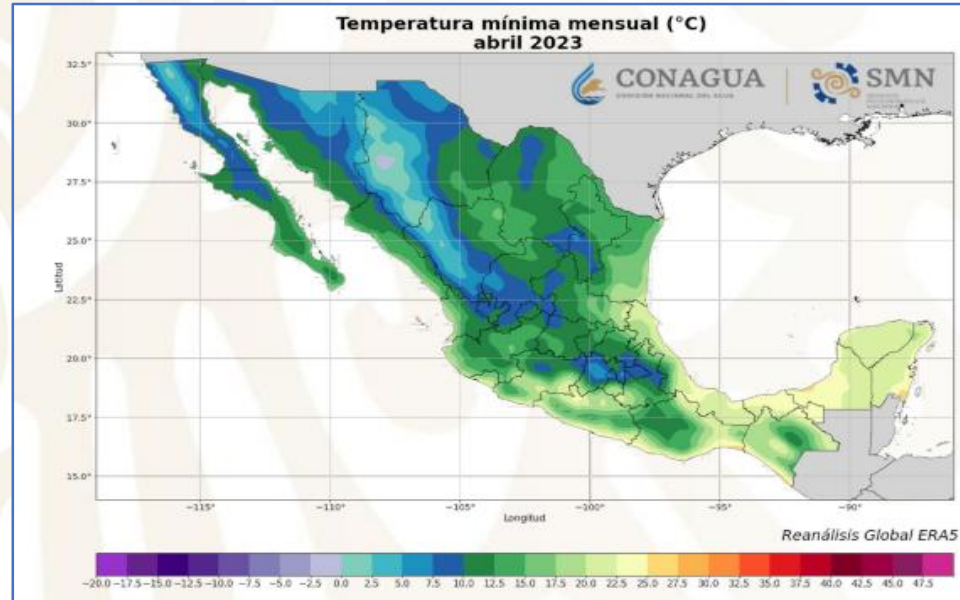 Temperatura mínima mensual (°C)
abril 2023
CONAGUA
COMISIÓN NACIONAL DEL AGUA
SMN
32.5°
30.0°
27.5°
25.0°
22.5°
20.0°
17.5°
15.0°
Latitud
−115°
−110°
−105°
−100°
−95°
−90°
Longitud
Reanálisis Global ERA5
−20.0 −17.5 −15.0 −12.5 −10.0 −7.5 −5.0 −2.5 0.0 2.5 5.0 7.5 10.0 12.5 15.0 17.5 20.0 22.5 25.0 27.5 30.0 32.5 35.0 37.5 40.0 42.5 45.0 47.5